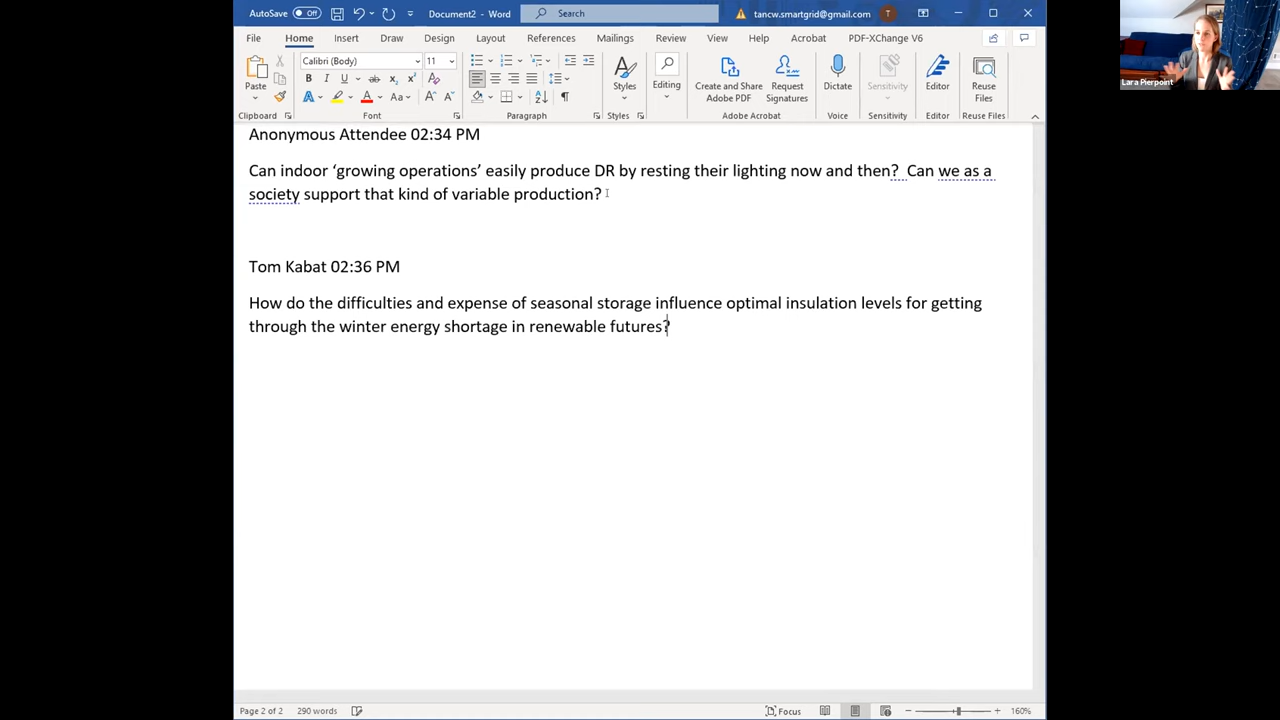 AutoSave Off Document2 - Word Search tancw.smartgrid@gmail.com T
File Home Insert Draw Design Layout References Mailings Review View Help Acrobat PDF-XChange V6
Lara Pierpoint
Calibri (Body) 11
Paste Styles Editing Create and Share Adobe PDF Request Signatures Dictate Sensitivity Editor Reuse Files
Clipboard Font Paragraph Styles Adobe Acrobat Voice Sensitivity Editor Reuse Files
Anonymous Attendee 02:34 PM
Can indoor ‘growing operations’ easily produce DR by resting their lighting now and then? Can we as a
society support that kind of variable production?
Tom Kabat 02:36 PM
How do the difficulties and expense of seasonal storage influence optimal insulation levels for getting
through the winter energy shortage in renewable futures?
Page 2 of 2 290 words Focus 160%